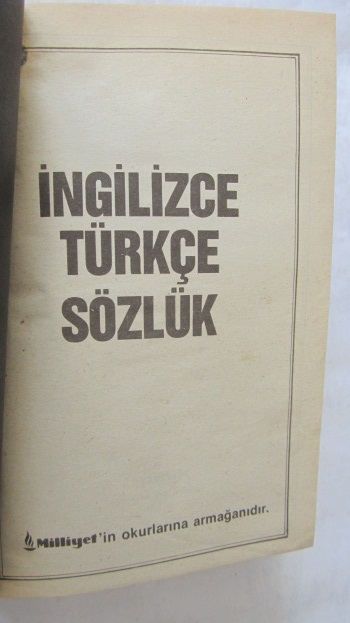 İNGİLİZCE
TÜRKÇE
SÖZLÜK
Milliyet'in okurlarına armağanıdır.